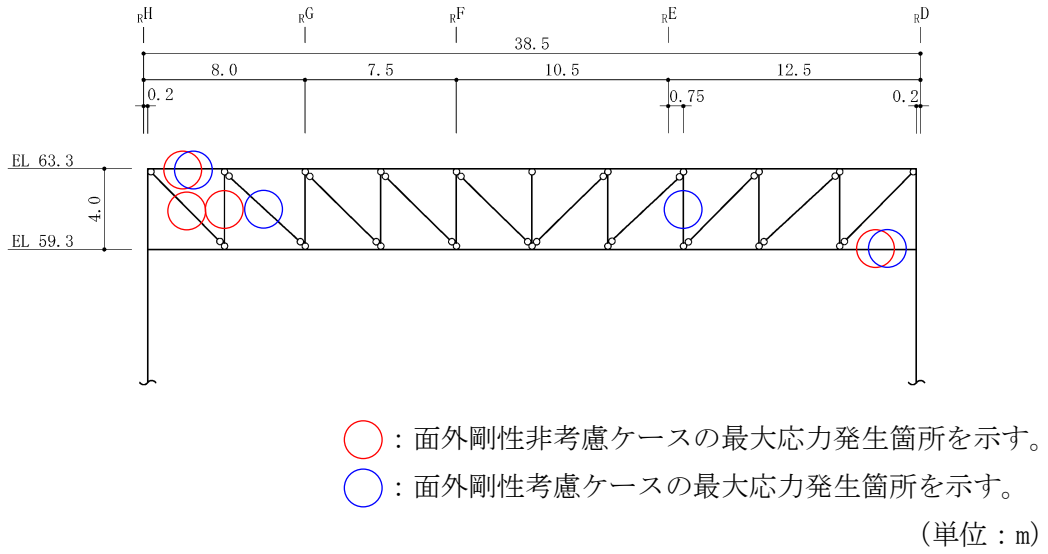 RH RG RF RE RD
38.5
8.0 7.5 10.5 12.5
0.2 0.75 0.2
EL 63.3
4.0
EL 59.3
：面外剛性非考慮ケースの最大応力発生箇所を示す。
：面外剛性考慮ケースの最大応力発生箇所を示す。
(単位：m)